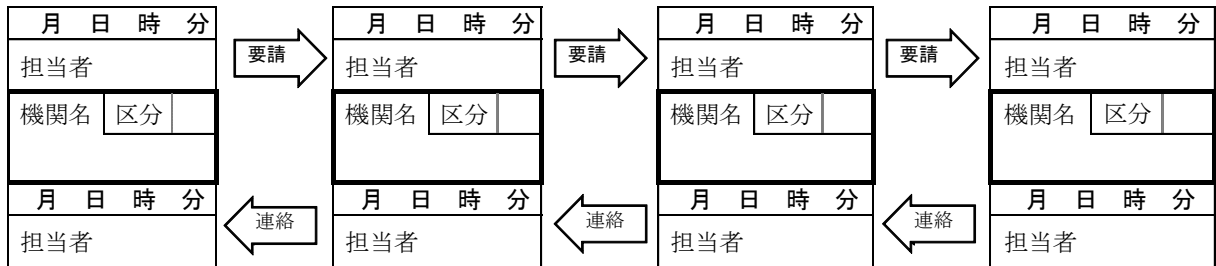 月 日 時 分 月 日 時 分 月 日 時 分 月 日 時 分
要請 要請 要請
担当者 担当者 担当者 担当者
機関名 区分 機関名 区分 機関名 区分 機関名 区分
月 日 時 分 月 日 時 分 月 日 時 分 月 日 時 分
連絡 連絡 連絡
担当者 担当者 担当者 担当者